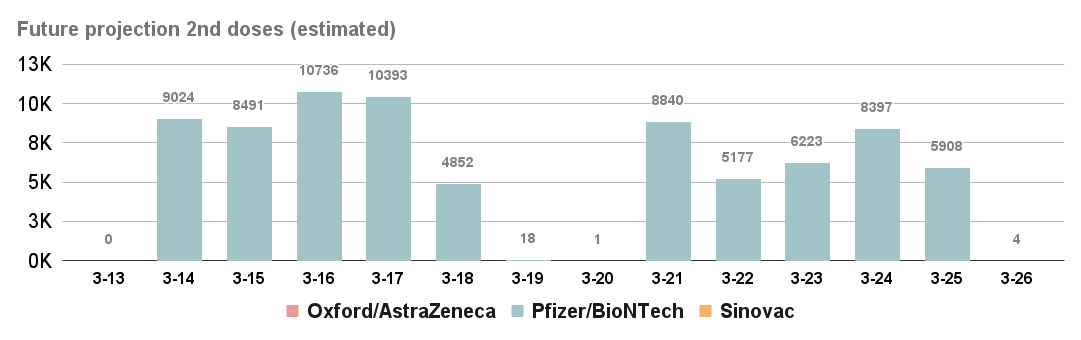 Future projection 2nd doses (estimated)
13K
10K
8K
5K
3K
0K
0
9024
8491
10736
10393
4852
18
1
8840
5177
6223
8397
5908
4
3-13 3-14 3-15 3-16 3-17 3-18 3-19 3-20 3-21 3-22 3-23 3-24 3-25 3-26
Oxford/AstraZeneca Pfizer/BioNTech Sinovac